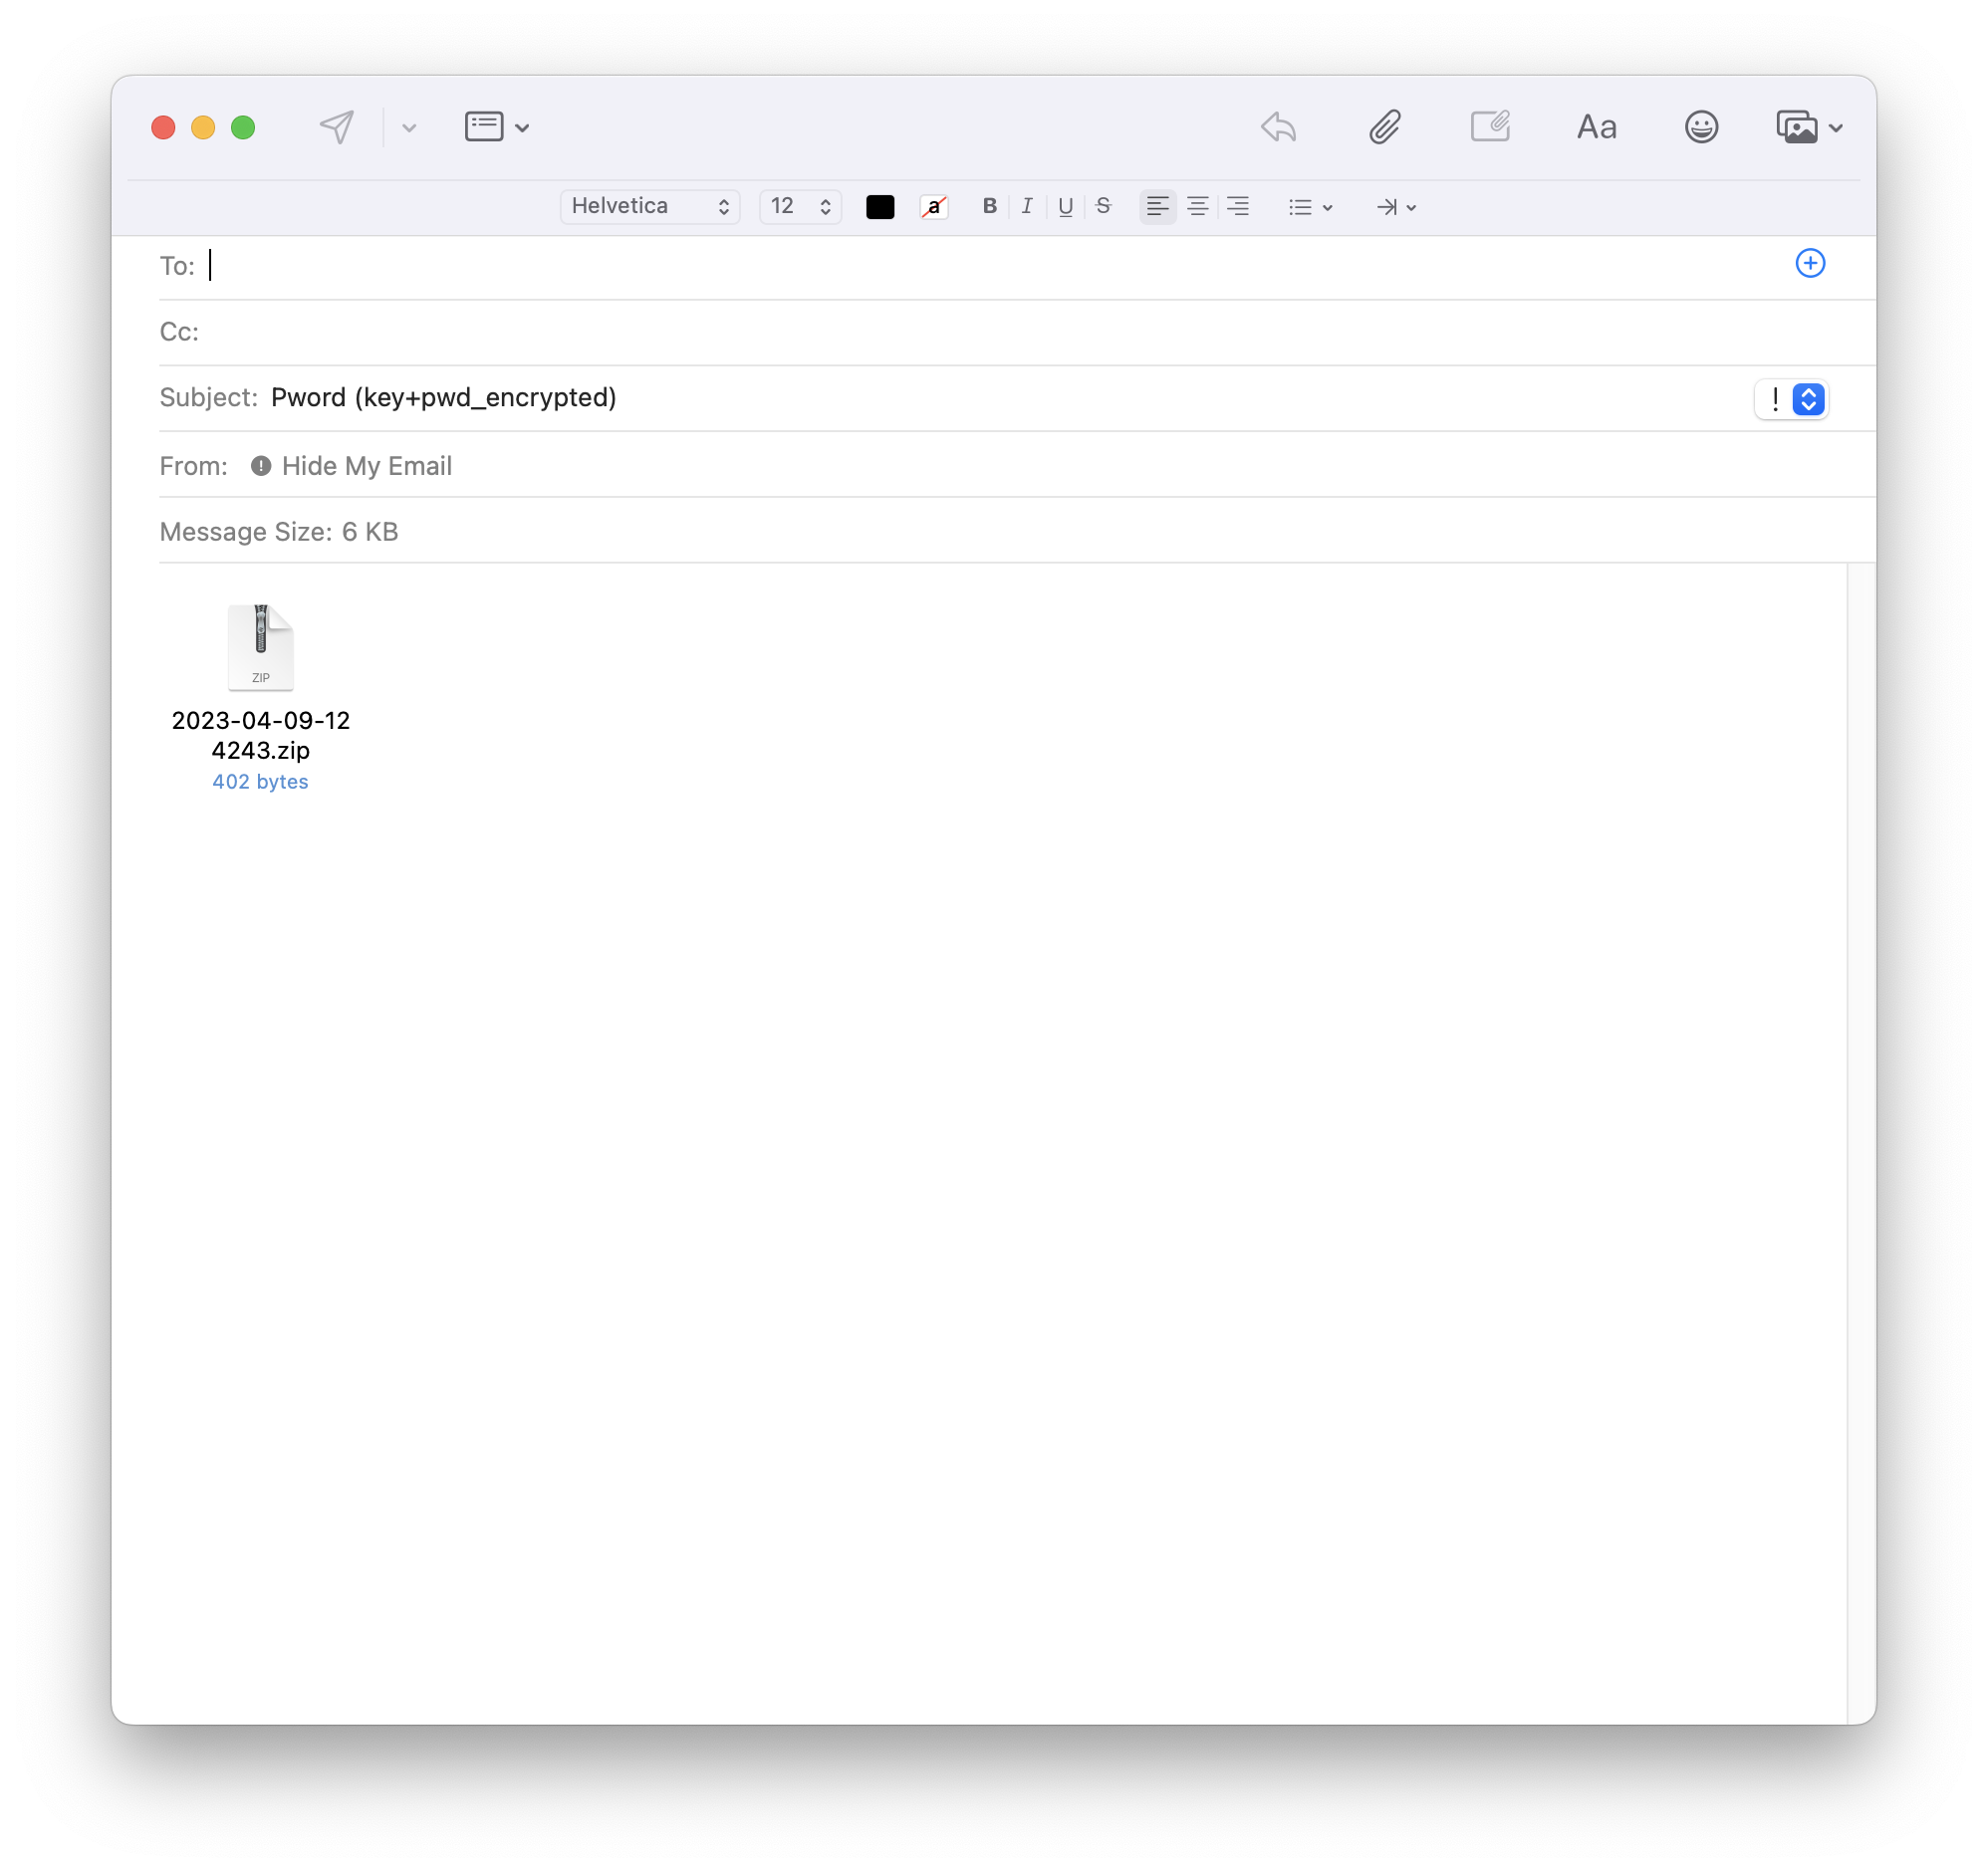 Aa
Helvetica 12 a B I U S
To:
Cc:
Subject: Pword (key+pwd_encrypted) !
From: ! Hide My Email
Message Size: 6 KB
ZIP
2023-04-09-12
4243.zip
402 bytes